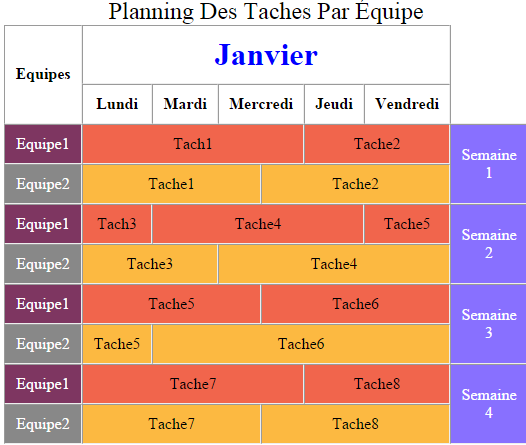 Planning Des Taches Par Équipe
Equipes
Janvier
Lundi Mardi Mercredi Jeudi Vendredi
Equipe1 Tach1 Tache2 Semaine 1
Equipe2 Tache1 Tache2
Equipe1 Tach3 Tache4 Tache5 Semaine 2
Equipe2 Tache3 Tache4
Equipe1 Tache5 Tache6 Semaine 3
Equipe2 Tache5 Tache6
Equipe1 Tache7 Tache8 Semaine 4
Equipe2 Tache7 Tache8